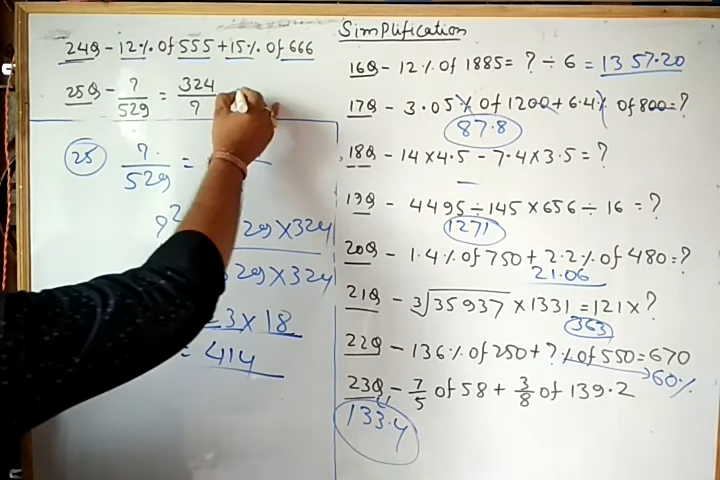 Simplification
24Q - 12% of 555 + 15% of 666
25Q - ?/529 = 324/?
25 ?/529 =
?² 29 × 324
529 × 324
23 × 18
= 414
16Q - 12% of 1885 = ? ÷ 6 = 1357.20
17Q - 3.05% of 1200 + 6.4% of 800 = ?
87.8
18Q - 14 × 4.5 - 7.4 × 3.5 = ?
19Q - 4495 ÷ 145 × 656 ÷ 16 = ?
1271
20Q - 1.4% of 750 + 2.2% of 480 = ?
21.06
21Q - ∛35937 × 1331 = 121 × ?
363
22Q - 136% of 250 + ?% of 550 = 670
60%
23Q - 7/5 of 58 + 3/8 of 139.2
133.4